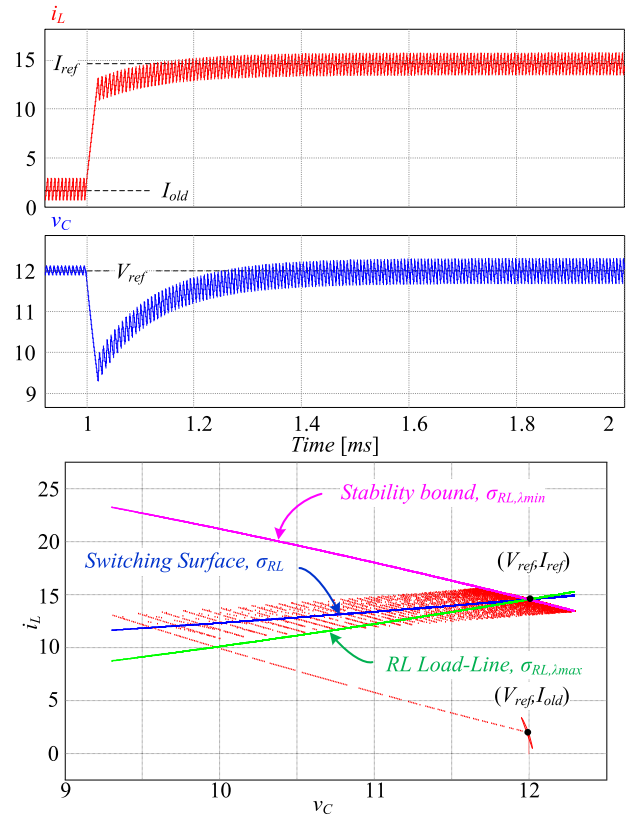 i_L
15
I_ref
10
5
I_old
0
v_C
12
V_ref
11
10
9
1 1.2 1.4 1.6 1.8 2
Time [ms]
25
Stability bound, σ_RL,λmin
20
Switching Surface, σ_RL
(V_ref,I_ref)
15
i_L
10
RL Load-Line, σ_RL,λmax
5
(V_ref,I_old)
0
9 10 11 12
v_C